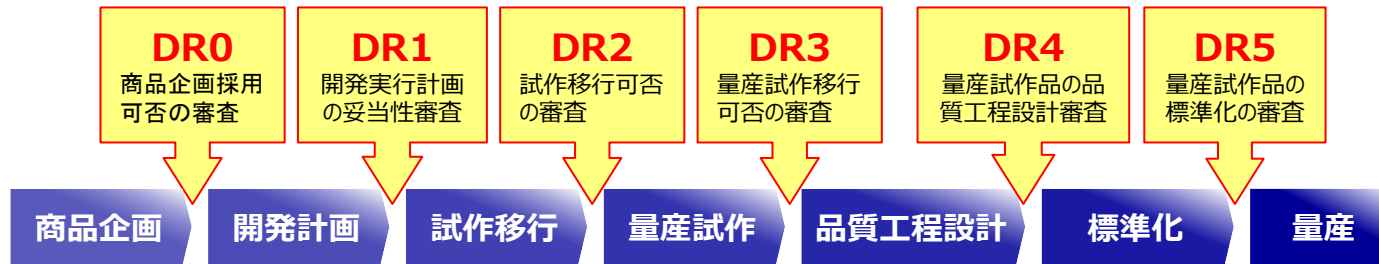 DR0
商品企画採用
可否の審査
DR1
開発実行計画
の妥当性審査
DR2
試作移行可否
の審査
DR3
量産試作移行
可否の審査
DR4
量産試作品の品
質工程設計審査
DR5
量産試作品の
標準化の審査
商品企画
開発計画
試作移行
量産試作
品質工程設計
標準化
量産